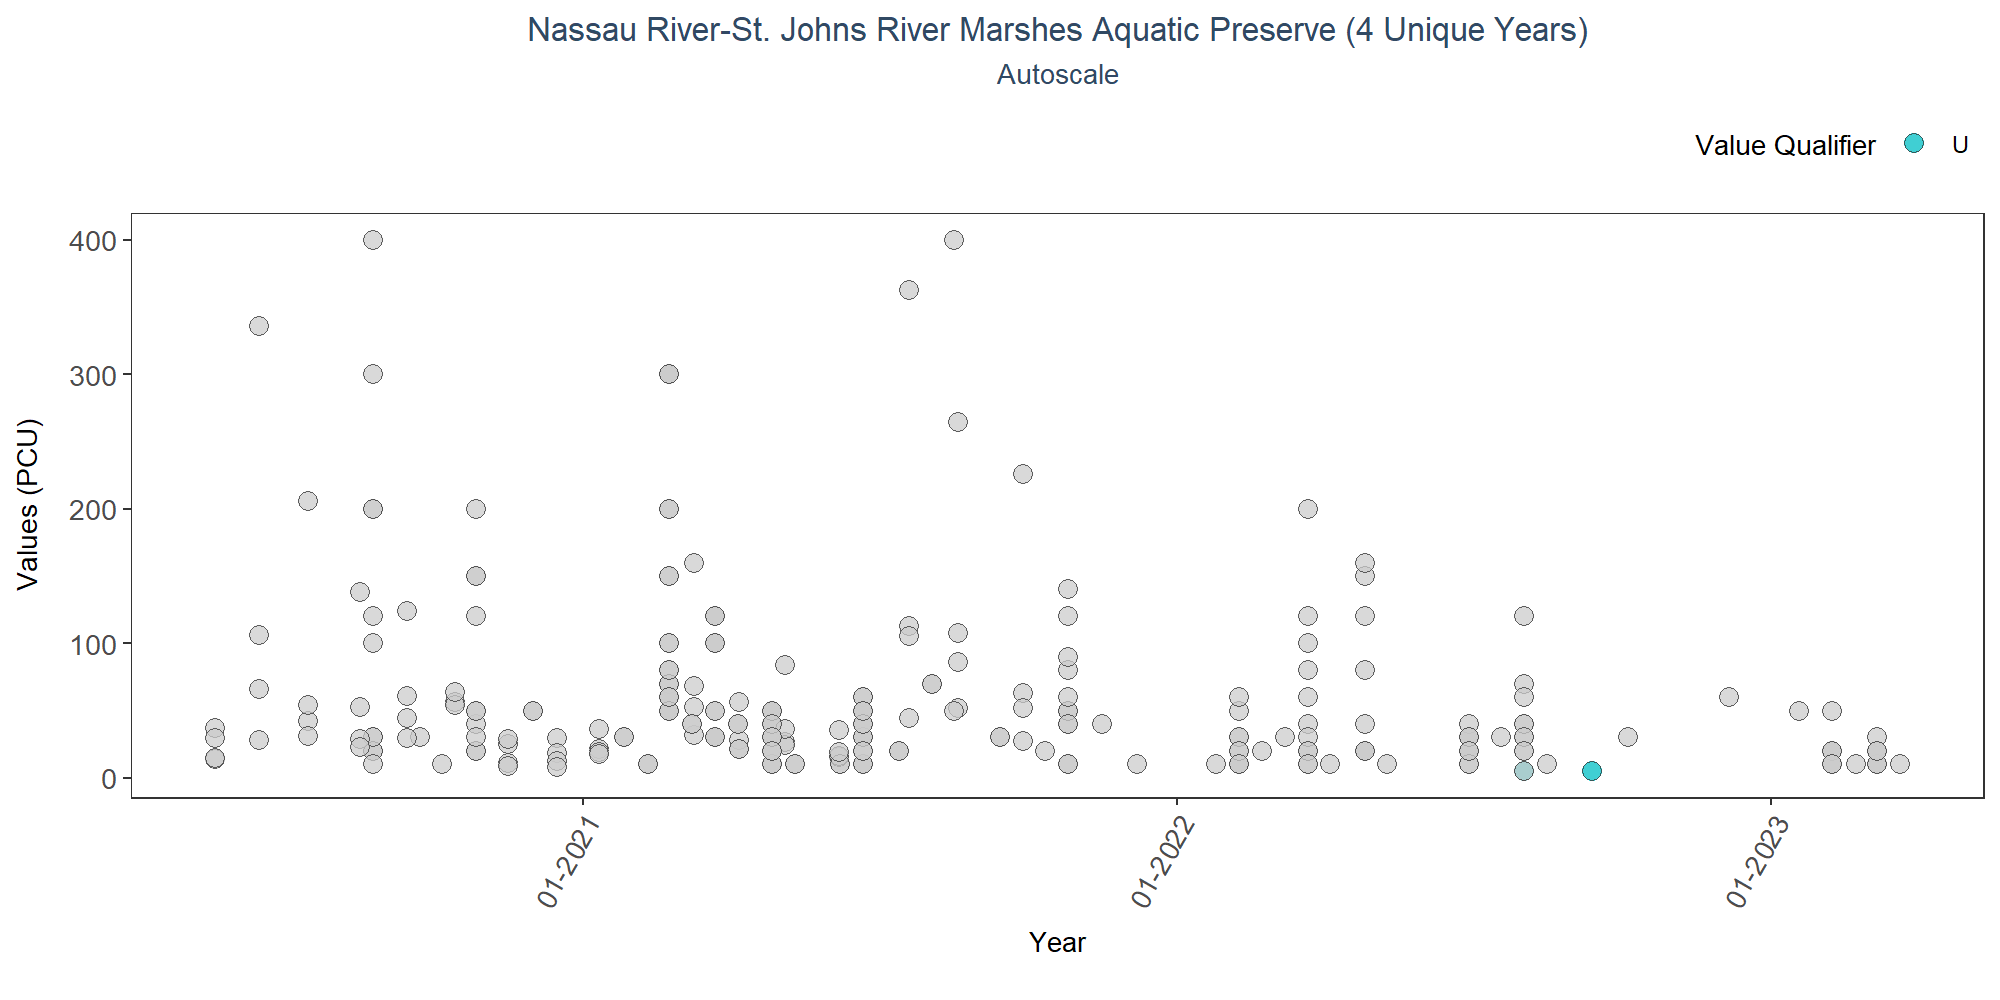 Nassau River-St. Johns River Marshes Aquatic Preserve (4 Unique Years)
Autoscale
Value Qualifier U
400
300
200
100
0
Values (PCU)
01-2021
01-2022
01-2023
Year